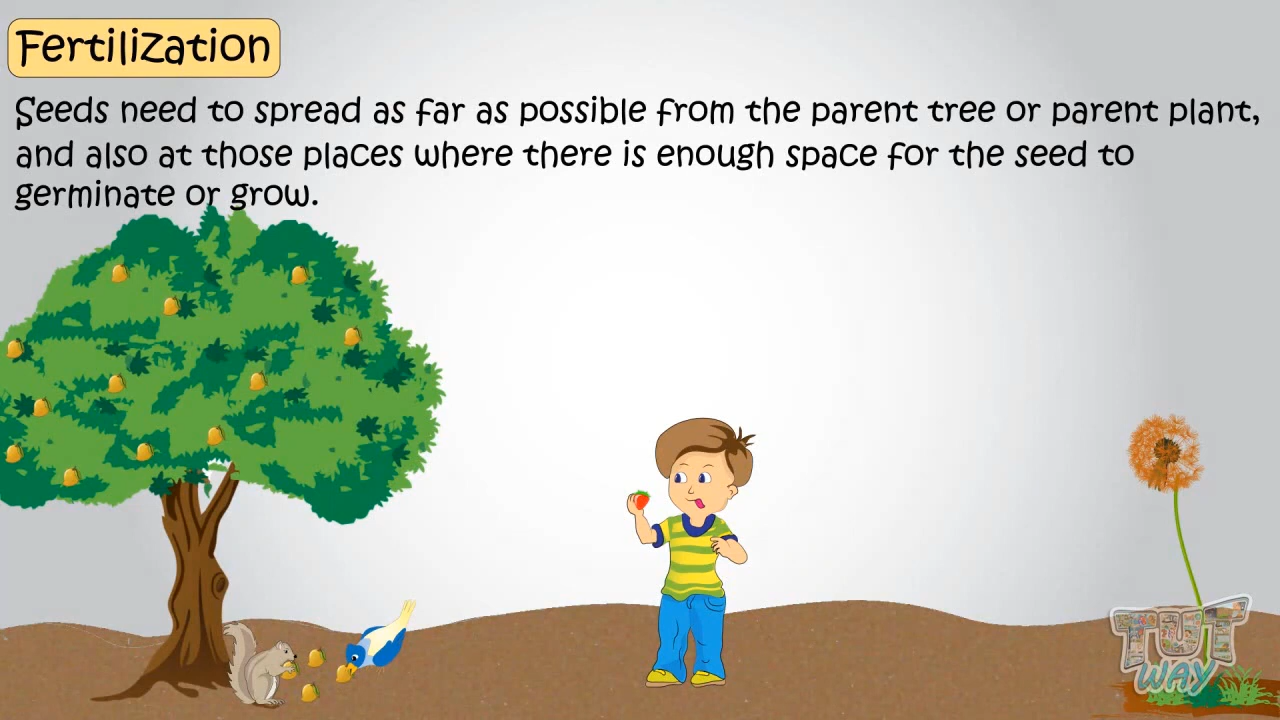 Fertilization
Seeds need to spread as far as possible from the parent tree or parent plant,
and also at those places where there is enough space for the seed to
germinate or grow.
TUT
WAY